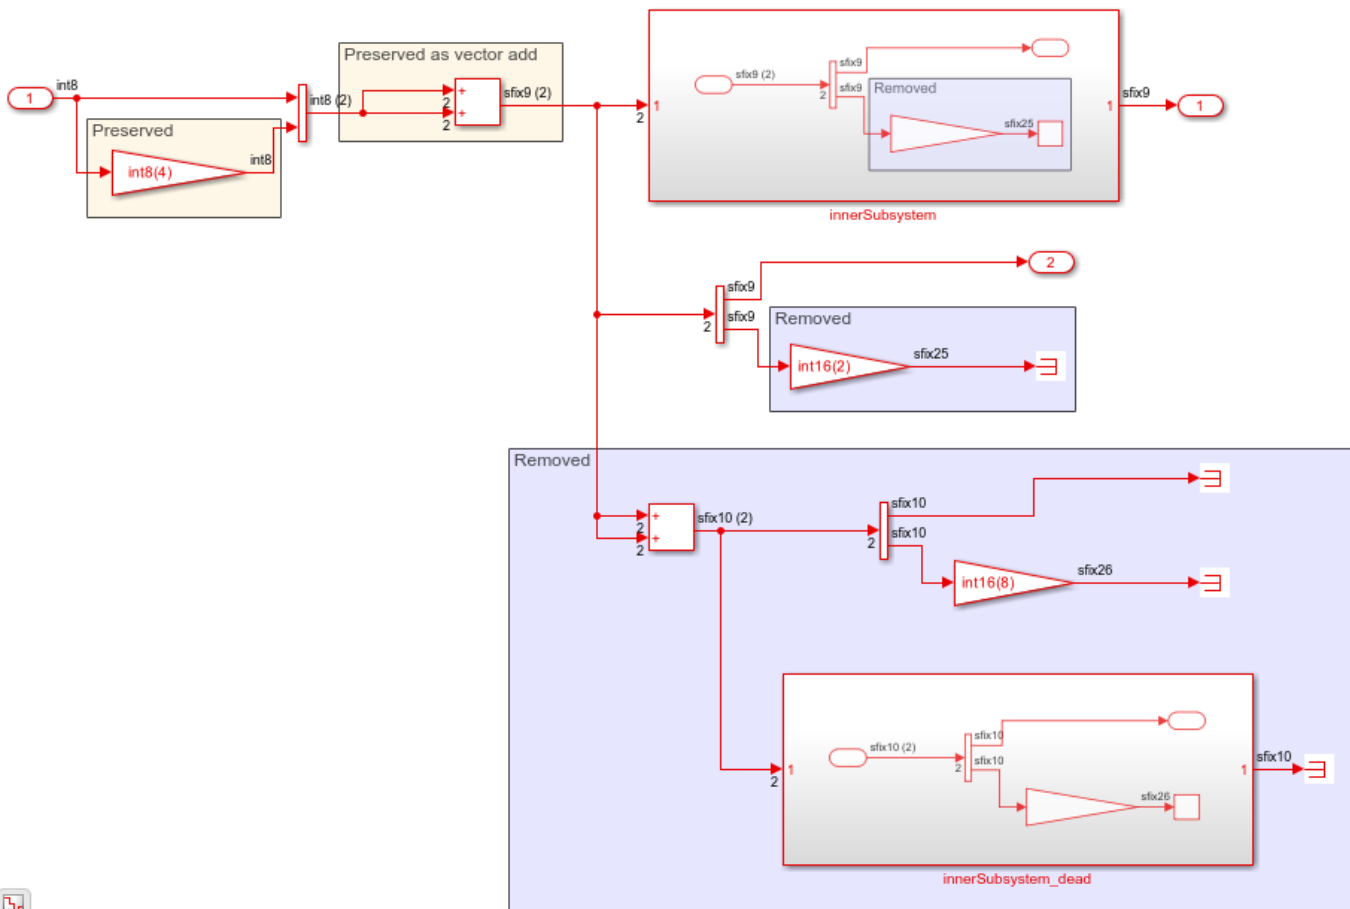 Preserved as vector add
1
int8
int8 (2)
+
2
+
2
sfix9 (2)
1
2
sfix9 (2)
2
sfix9
sfix9
Removed
sfix25
1
sfix9
1
innerSubsystem
Preserved
int8(4)
int8
2
sfix9
sfix9
2
Removed
int16(2)
sfix25
Removed
+
2
+
2
sfix10 (2)
2
sfix10
sfix10
int16(8)
sfix26
1
2
sfix10 (2)
2
sfix10
sfix10
sfix26
1
sfix10
innerSubsystem_dead